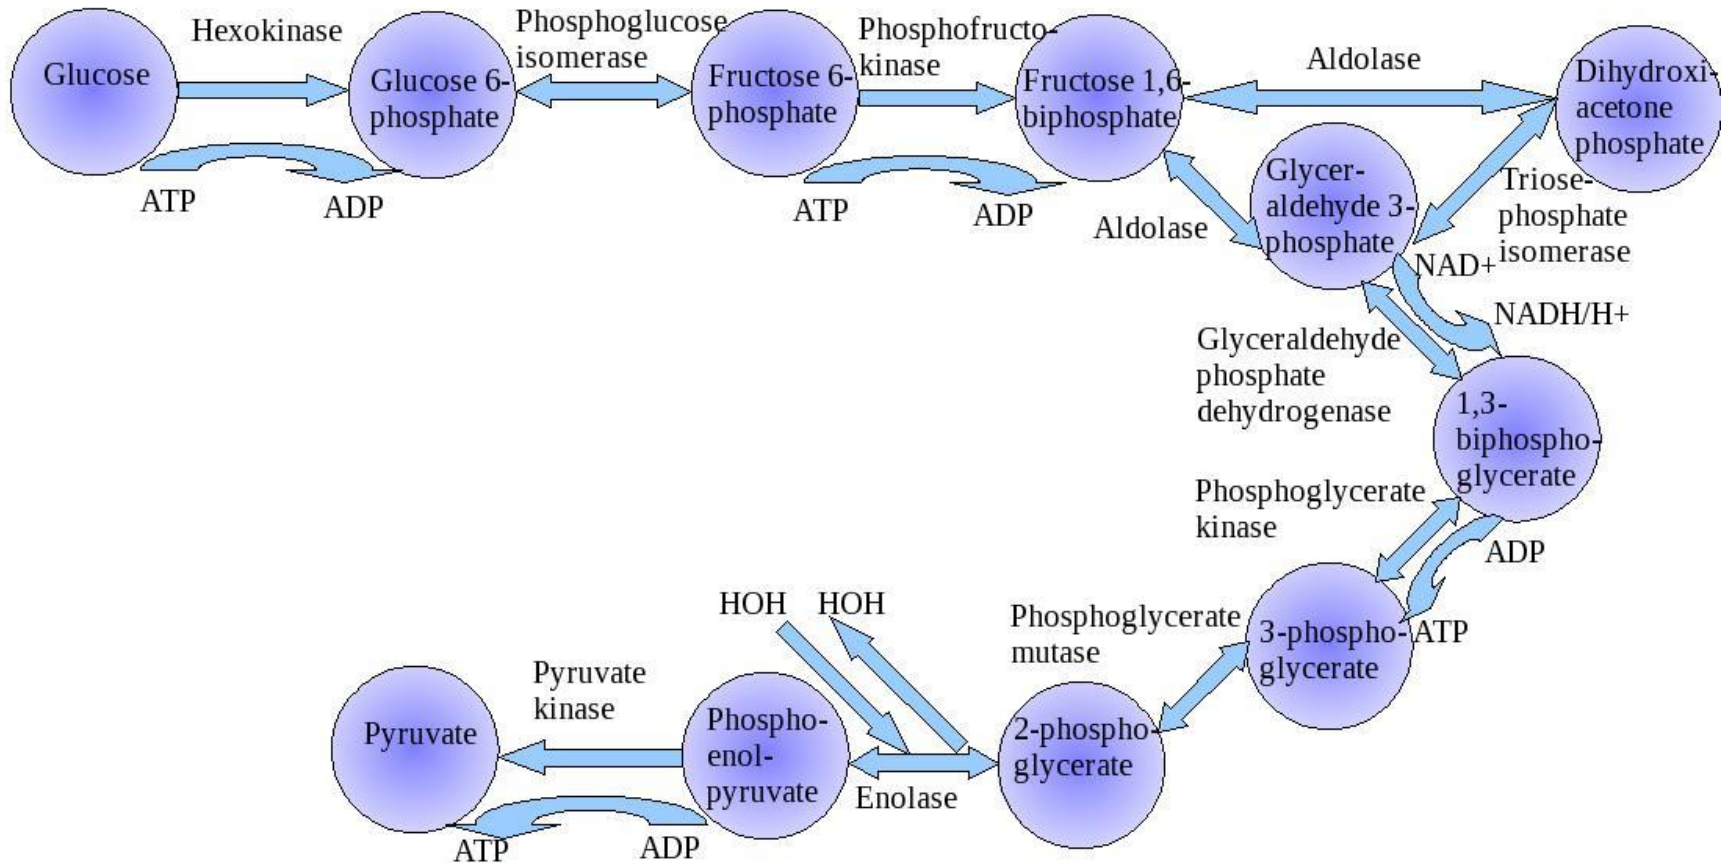 Glucose
Hexokinase
ATP
ADP
Glucose 6-
phosphate
Phosphoglucose
isomerase
Fructose 6-
phosphate
Phosphofructo-
kinase
ATP
ADP
Fructose 1,6-
biphosphate
Aldolase
Dihydroxi-
acetone
phosphate
Aldolase
Glycer-
aldehyde 3-
phosphate
Triose-
phosphate
isomerase
NAD+
NADH/H+
Glyceraldehyde
phosphate
dehydrogenase
1,3-
biphospho-
glycerate
Phosphoglycerate
kinase
ADP
ATP
3-phospho-
glycerate
Phosphoglycerate
mutase
2-phospho-
glycerate
HOH
HOH
Enolase
Phospho-
enol-
pyruvate
Pyruvate
kinase
ADP
ATP
Pyruvate